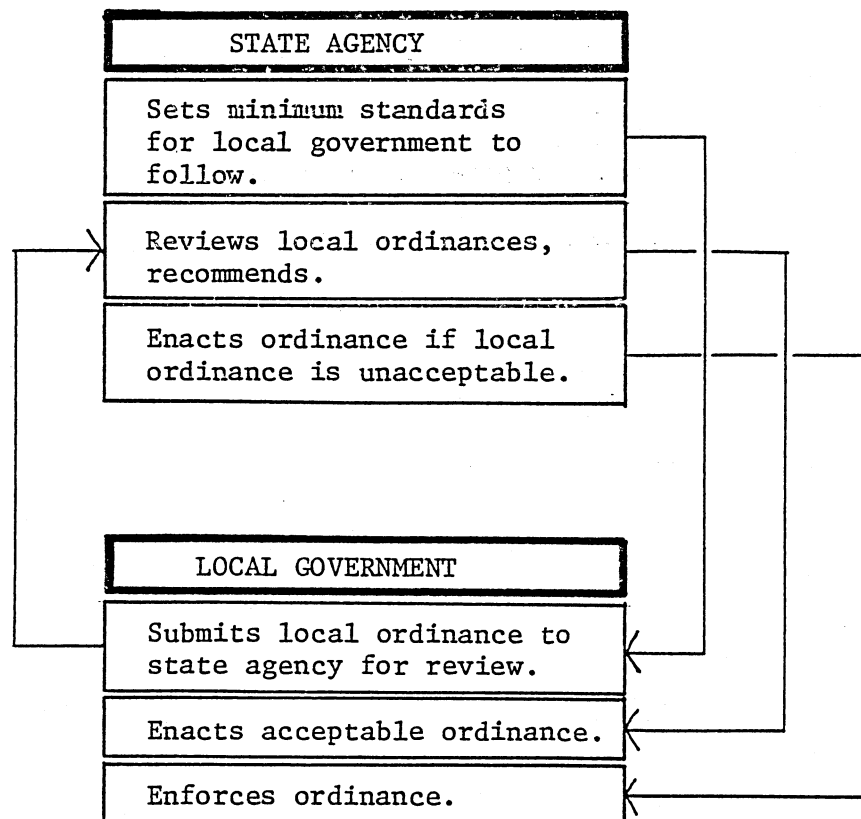 STATE AGENCY
Sets minimum standards
for local government to
follow.
Reviews local ordinances,
recommends.
Enacts ordinance if local
ordinance is unacceptable.
LOCAL GOVERNMENT
Submits local ordinance to
state agency for review.
Enacts acceptable ordinance.
Enforces ordinance.